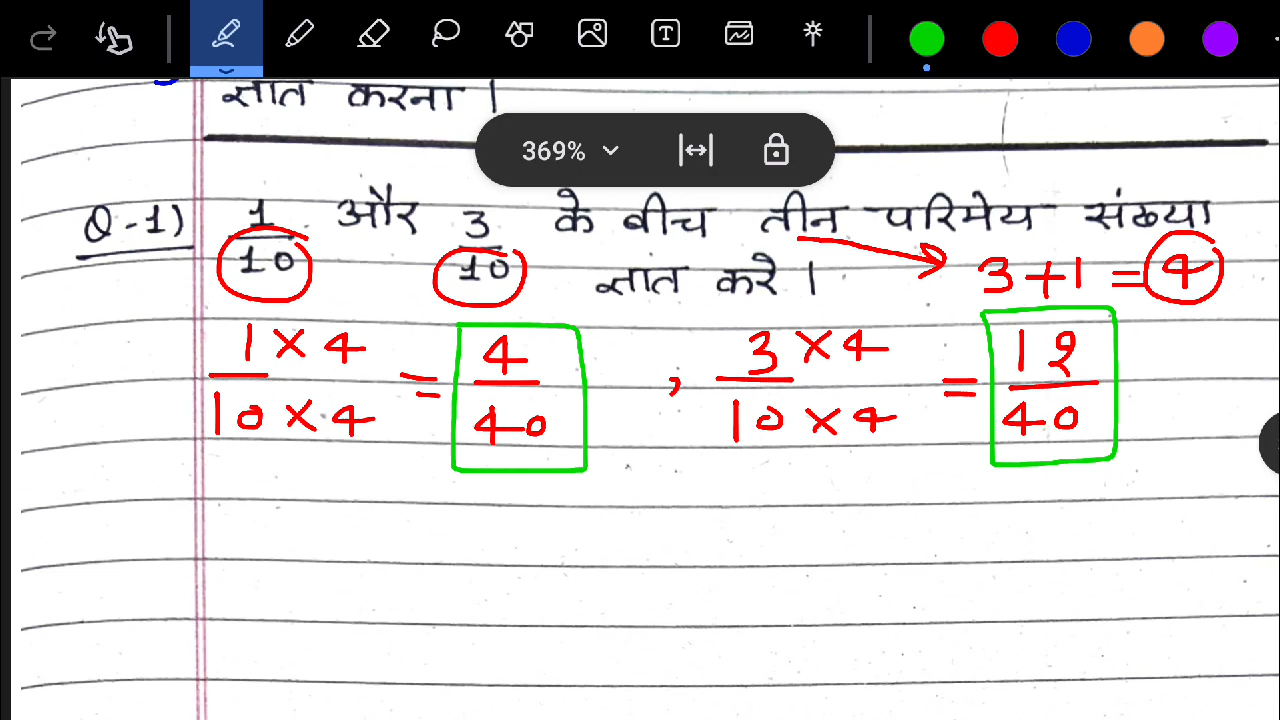 ज्ञात करना ।
369%
Q-1) 1/10 और 3/10 के बीच तीन परिमेय संख्या
ज्ञात करे । 3+1=4
1×4/10×4 = 4/40 , 3×4/10×4 = 12/40